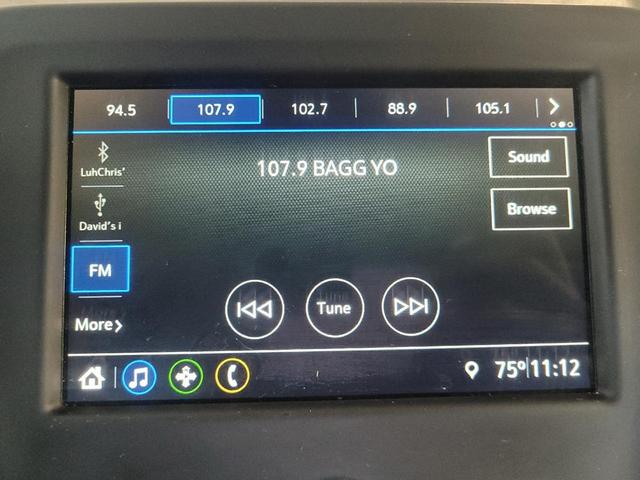 94.5 107.9 102.7 88.9 105.1
LuhChris'
107.9 BAGG YO
Sound
David's i
Browse
FM
Tune
More
75° 11:12